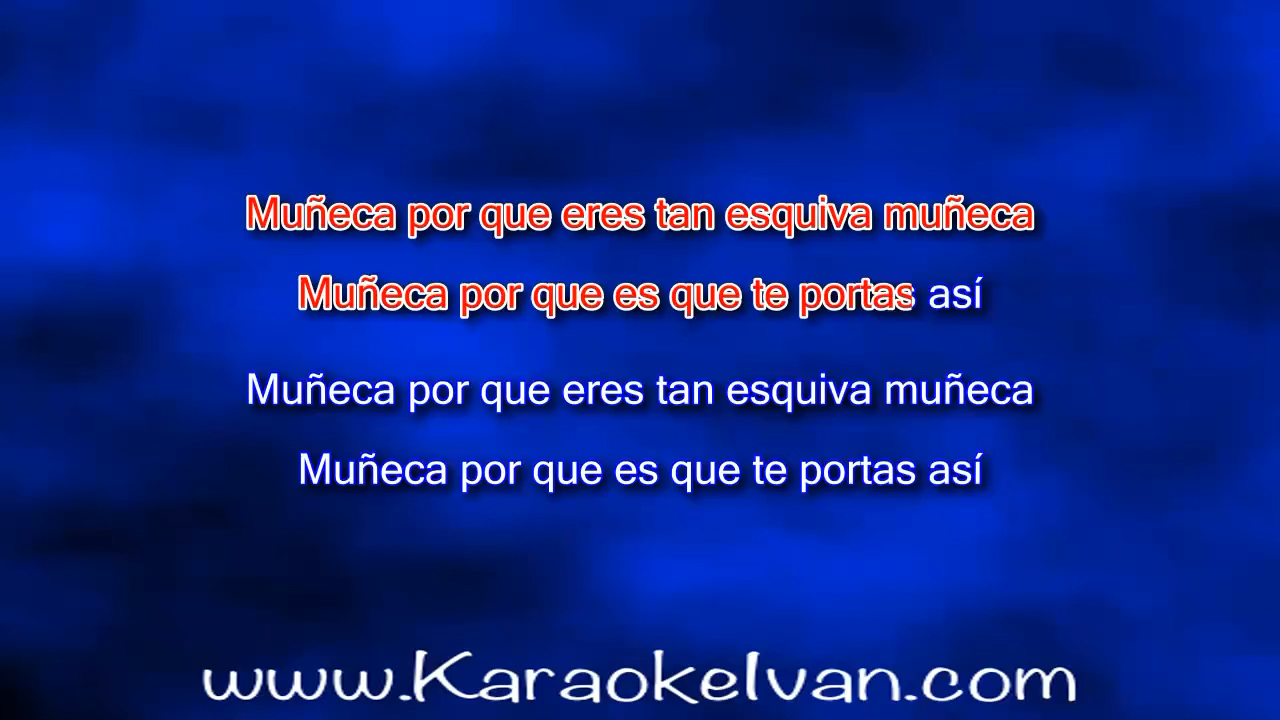 Muñeca por que eres tan esquiva muñeca
Muñeca por que es que te portas así
Muñeca por que eres tan esquiva muñeca
Muñeca por que es que te portas así
www.KaraokeIvan.com